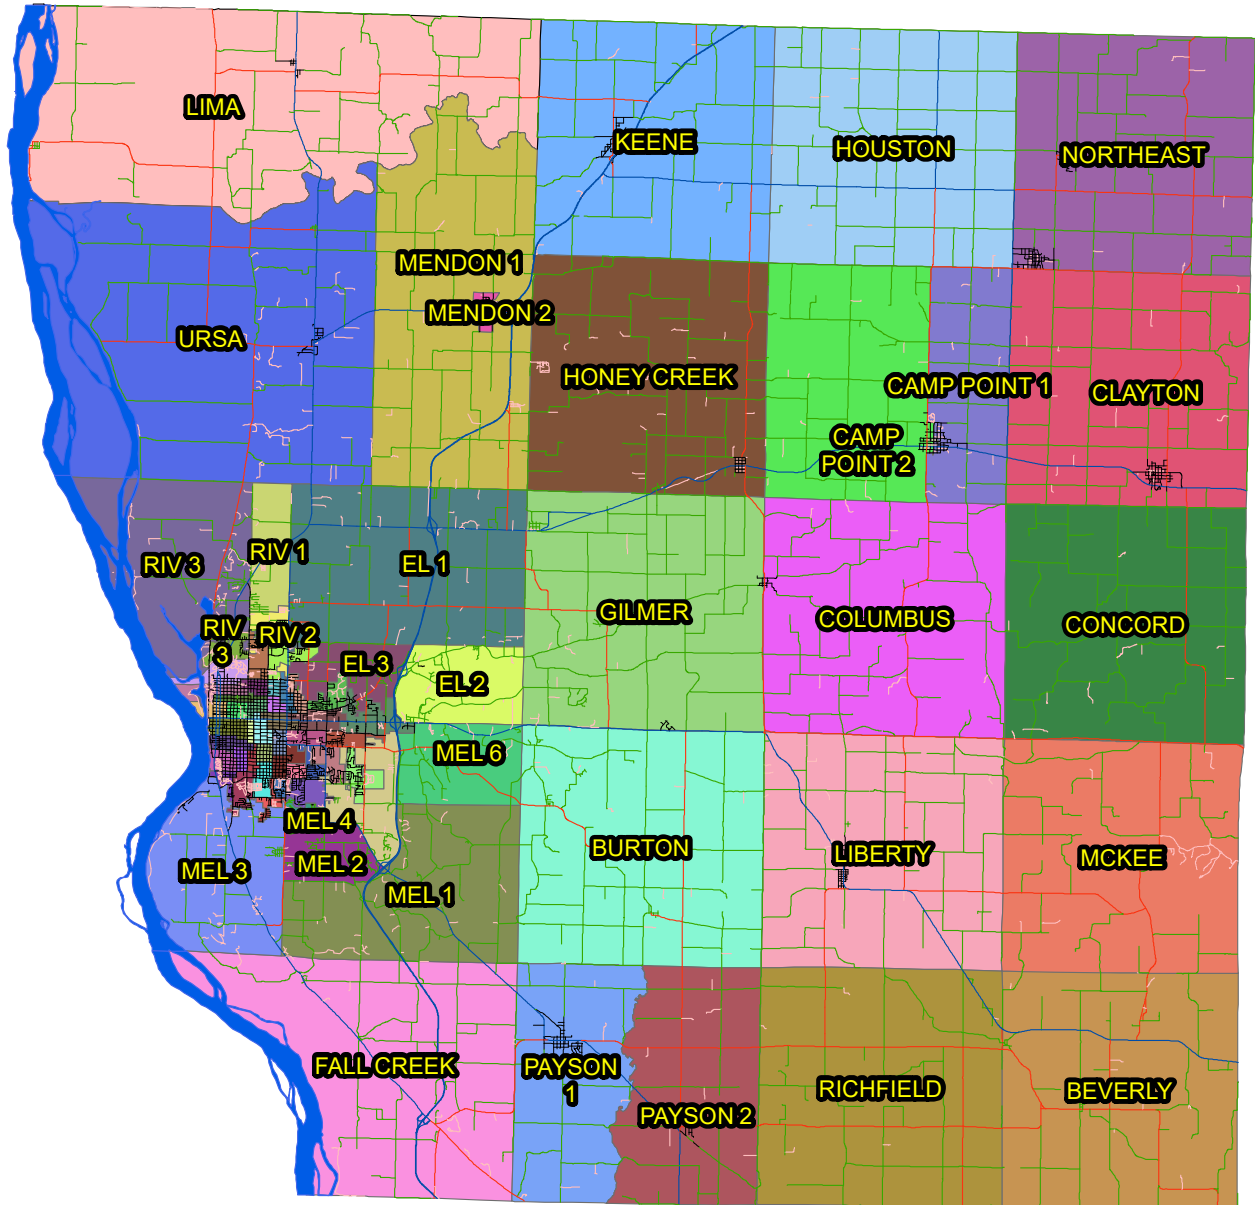 LIMA
KEENE
HOUSTON
NORTHEAST
MENDON 1
MENDON 2
URSA
HONEY CREEK
CAMP POINT 1
CLAYTON
CAMP
POINT 2
RIV 3
RIV 1
EL 1
GILMER
COLUMBUS
CONCORD
RIV
3
RIV 2
EL 3
EL 2
MEL 6
MEL 4
MEL 2
MEL 3
MEL 1
BURTON
LIBERTY
MCKEE
FALL CREEK
PAYSON
1
PAYSON 2
RICHFIELD
BEVERLY